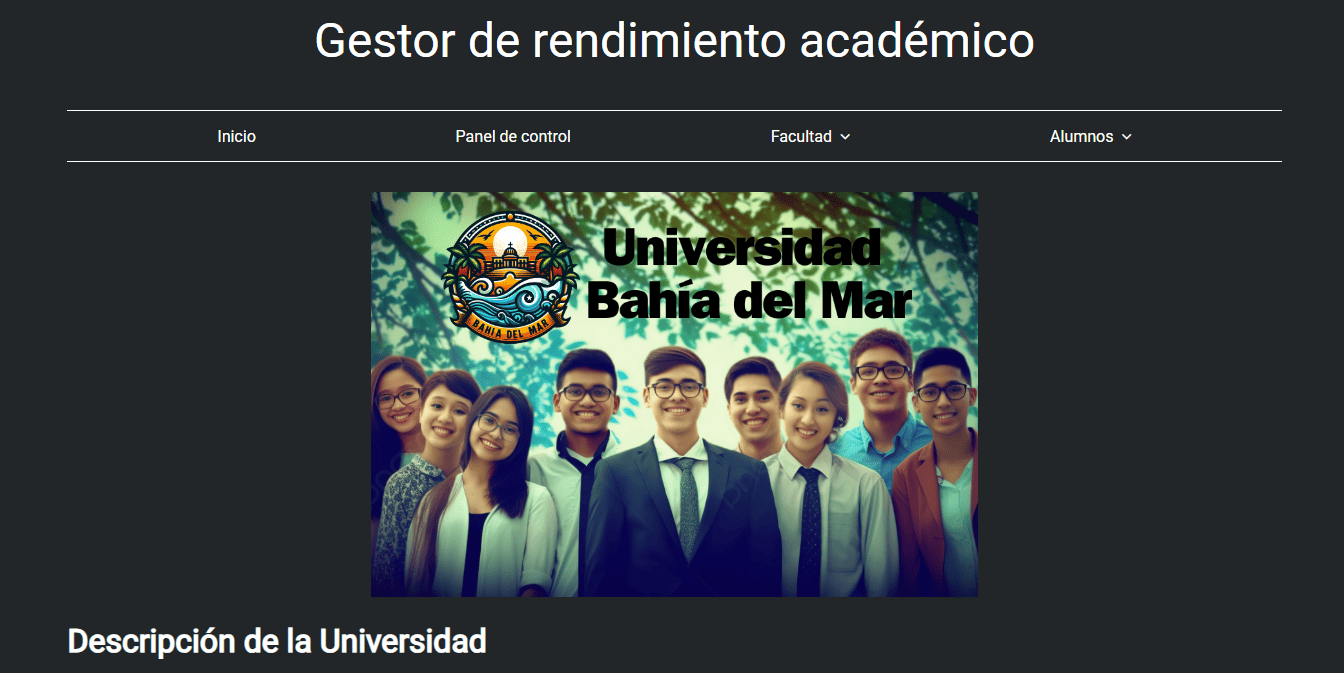 Gestor de rendimiento académico
Inicio
Panel de control
Facultad
Alumnos
Universidad
Bahía del Mar
BAHIA DEL MAR
Descripción de la Universidad